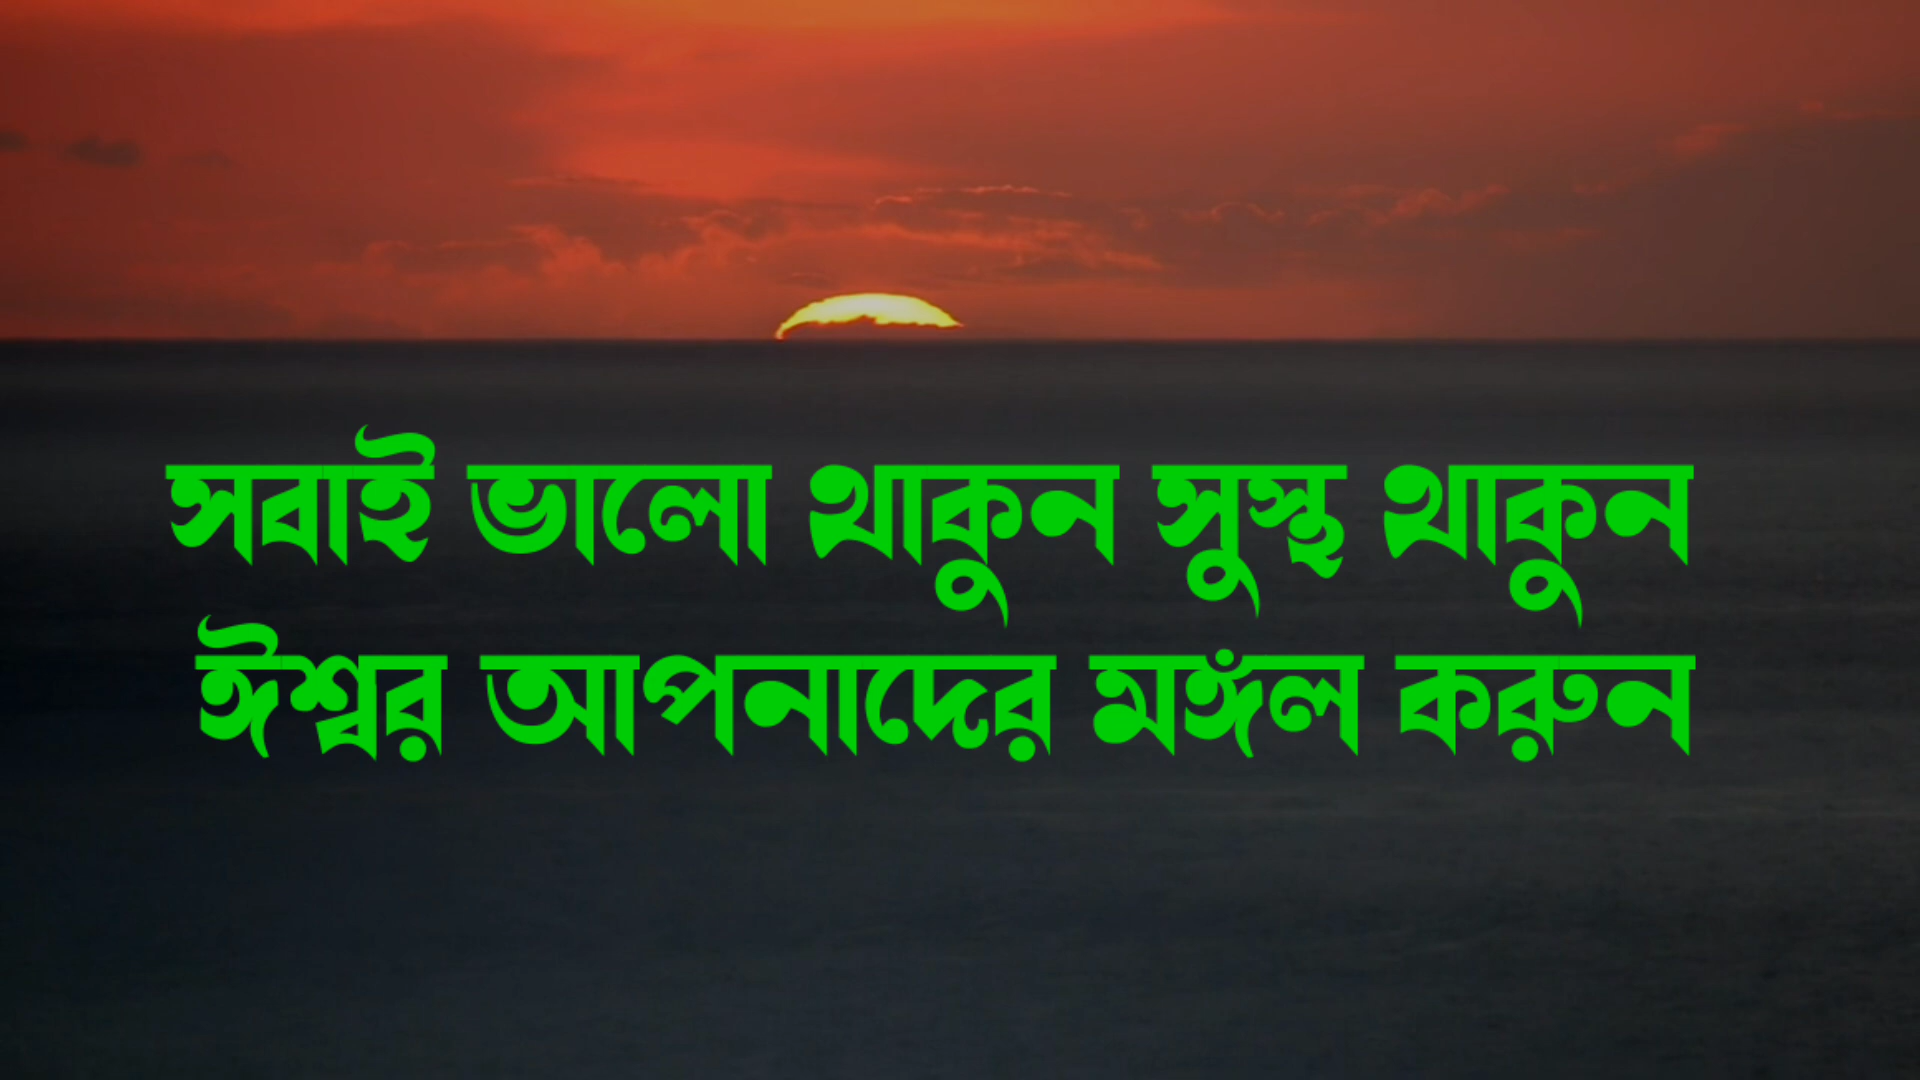 সবাই ভালো থাকুন সুস্থ থাকুন
ঈশ্বর আপনাদের মঙ্গল করুন